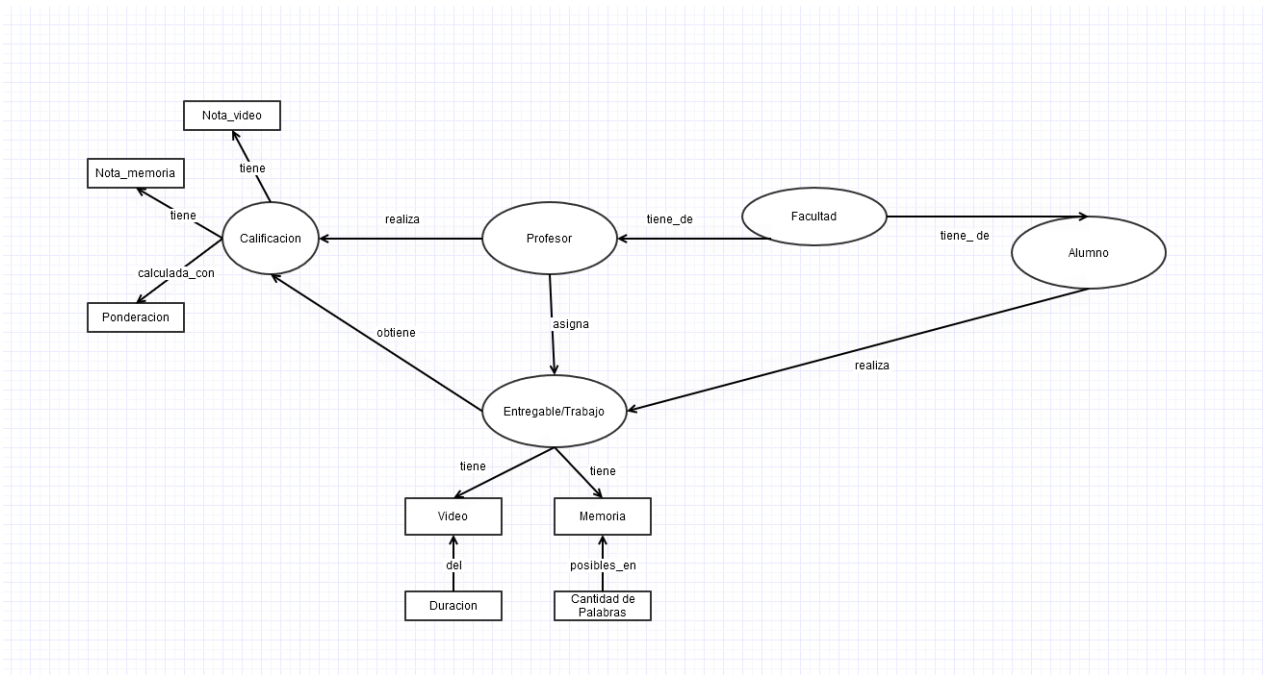 Nota_video
Nota_memoria
tiene
tiene
Facultad
realiza
tiene_de
tiene_ de
Calificacion
Profesor
Alumno
calculada_con
Ponderacion
asigna
obtiene
realiza
Entregable/Trabajo
tiene
tiene
Video
Memoria
del
posibles_en
Duracion
Cantidad de
Palabras